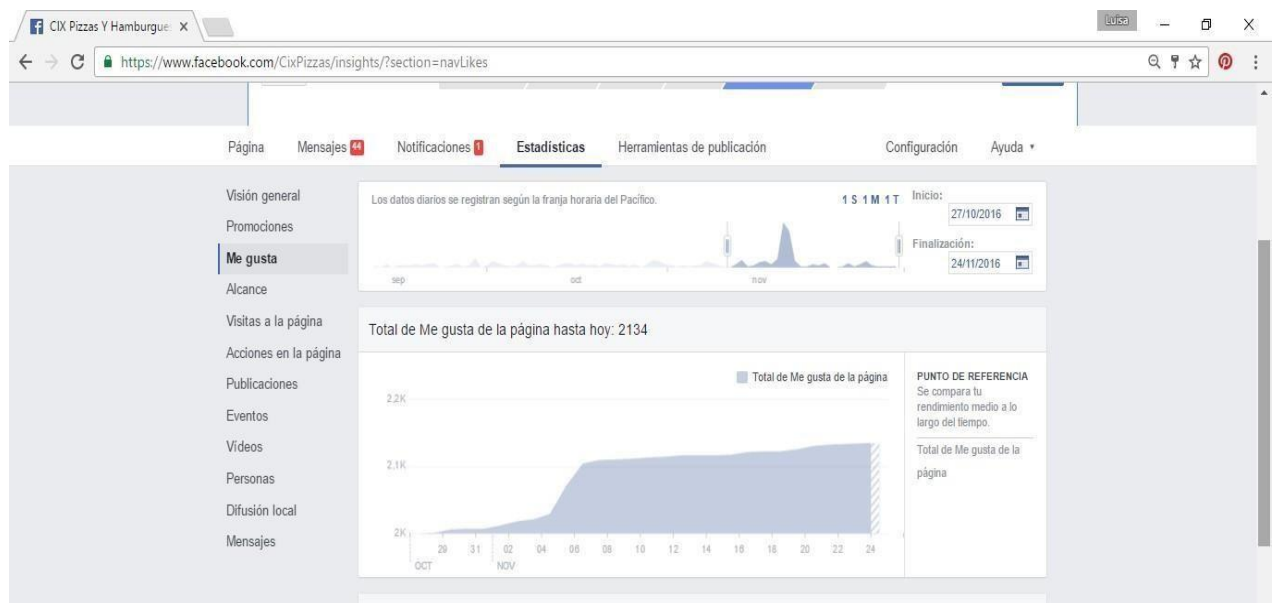 CIX Pizzas Y Hamburgue
Luisa
https://www.facebook.com/CixPizzas/insights/?section=navLikes
Página Mensajes 44 Notificaciones 1 Estadísticas Herramientas de publicación Configuración Ayuda
Visión general
Promociones
Me gusta
Alcance
Visitas a la página
Acciones en la página
Publicaciones
Eventos
Vídeos
Personas
Difusión local
Mensajes
Los datos diarios se registran según la franja horaria del Pacífico.
1 S 1 M 1 T
Inicio:
27/10/2016
Finalización:
24/11/2016
sep oct nov
Total de Me gusta de la página hasta hoy: 2134
Total de Me gusta de la página
2,2K
2,1K
2K
29 31 02 04 06 08 10 12 14 16 18 20 22 24
OCT NOV
PUNTO DE REFERENCIA
Se compara tu
rendimiento medio a lo
largo del tiempo.
Total de Me gusta de la
página